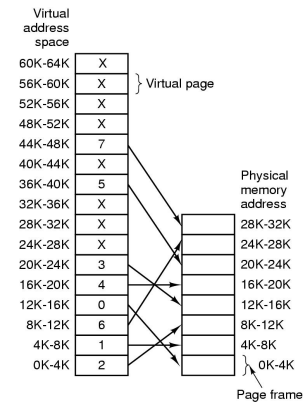 Virtual
address
space
60K-64K X
56K-60K X
Virtual page
52K-56K X
48K-52K X
44K-48K 7
40K-44K X
36K-40K 5
32K-36K X
28K-32K X
24K-28K X
20K-24K 3
16K-20K 4
12K-16K 0
8K-12K 6
4K-8K 1
0K-4K 2
Physical
memory
address
28K-32K
24K-28K
20K-24K
16K-20K
12K-16K
8K-12K
4K-8K
0K-4K
Page frame